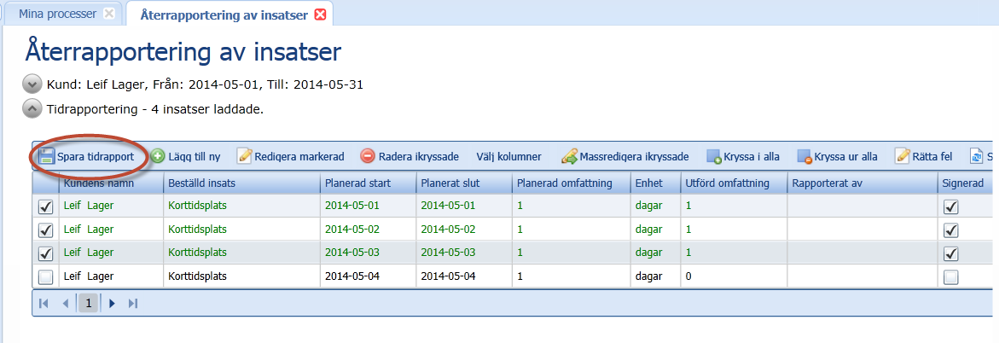 Mina processer Återrapportering av insatser
Återrapportering av insatser
Kund: Leif Lager, Från: 2014-05-01, Till: 2014-05-31
Tidrapportering - 4 insatser laddade.
Spara tidrapport Lägg till ny Redigera markerad Radera ikryssade Välj kolumner Massredigera ikryssade Kryssa i alla Kryssa ur alla Rätta fel S
Kundens namn Beställd insats Planerad start Planerat slut Planerad omfattning Enhet Utförd omfattning Rapporterat av Signerad
Leif Lager Korttidsplats 2014-05-01 2014-05-01 1 dagar 1
Leif Lager Korttidsplats 2014-05-02 2014-05-02 1 dagar 1
Leif Lager Korttidsplats 2014-05-03 2014-05-03 1 dagar 1
Leif Lager Korttidsplats 2014-05-04 2014-05-04 1 dagar 0
1